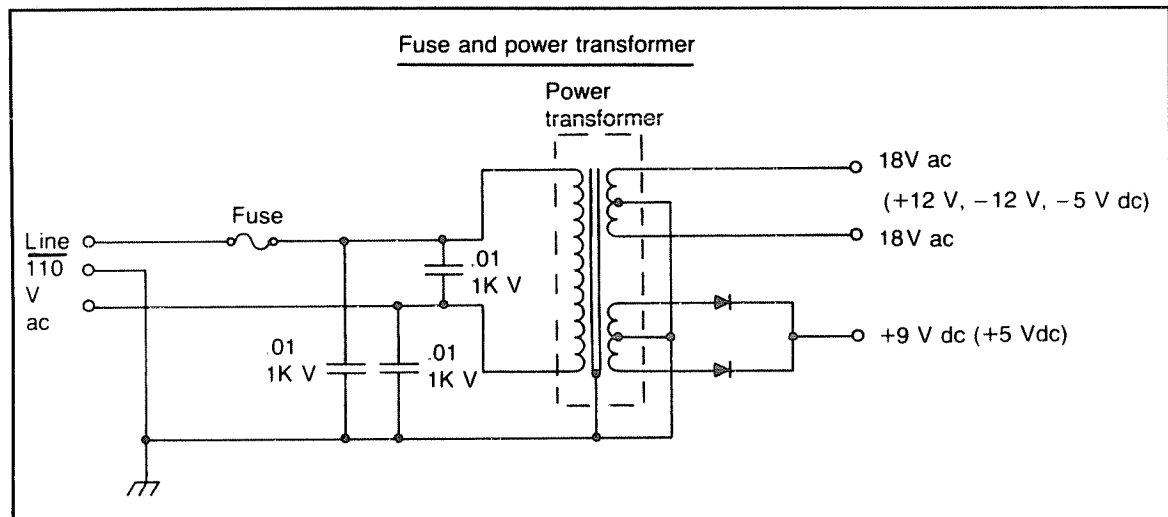 Fuse and power transformer
Power
transformer
18V ac
(+12 V, −12 V, −5 V dc)
18V ac
Fuse
Line
110
V
ac
.01
1K V
.01
1K V
.01
1K V
+9 V dc (+5 Vdc)